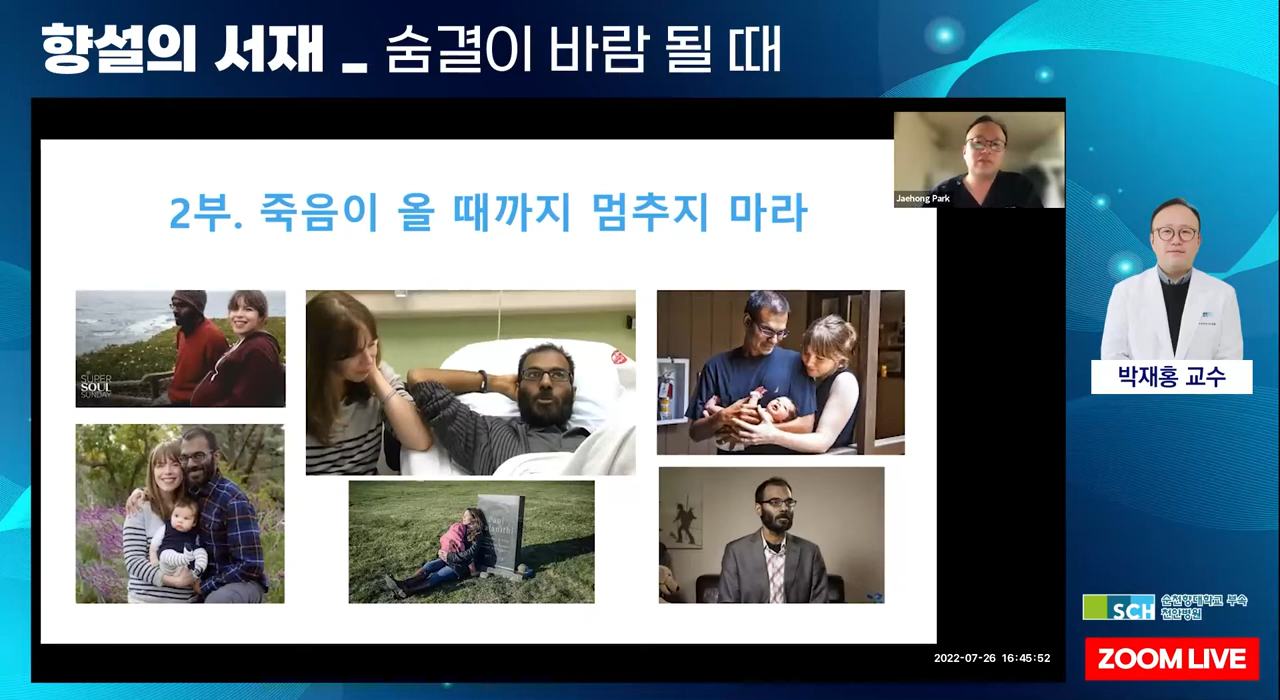 향설의 서재 _ 숨결이 바람 될 때
Jaehong Park
2부. 죽음이 올 때까지 멈추지 마라
SUPER
SOUL
SUNDAY
Paul
박재홍 교수
SCH 순천향대학교 부속
천안병원
2022-07-26 16:45:52
ZOOM LIVE